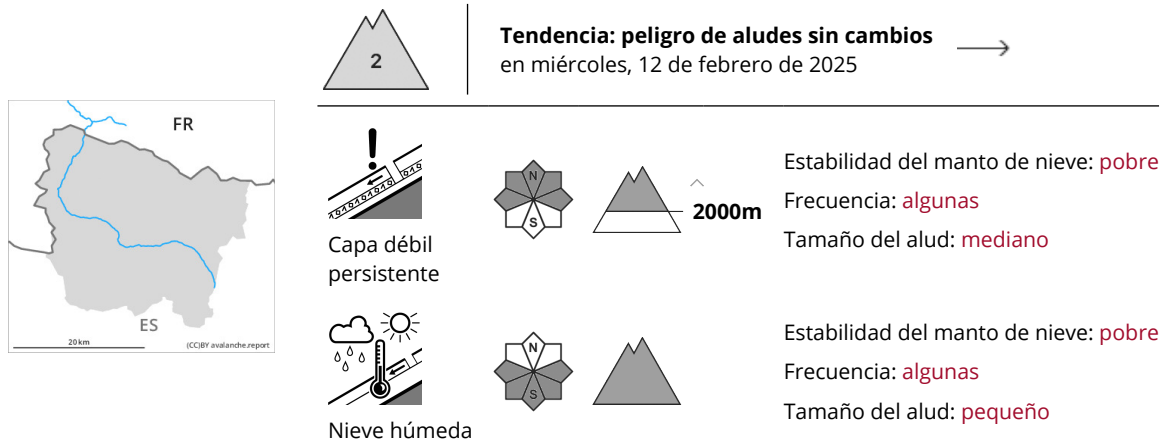 2
Tendencia: peligro de aludes sin cambios
en miércoles, 12 de febrero de 2025
FR
ES
20 km
(CC)BY avalanche.report
Capa débil
persistente
N
S
2000m
Estabilidad del manto de nieve: pobre
Frecuencia: algunas
Tamaño del alud: mediano
Nieve húmeda
N
S
Estabilidad del manto de nieve: pobre
Frecuencia: algunas
Tamaño del alud: pequeño